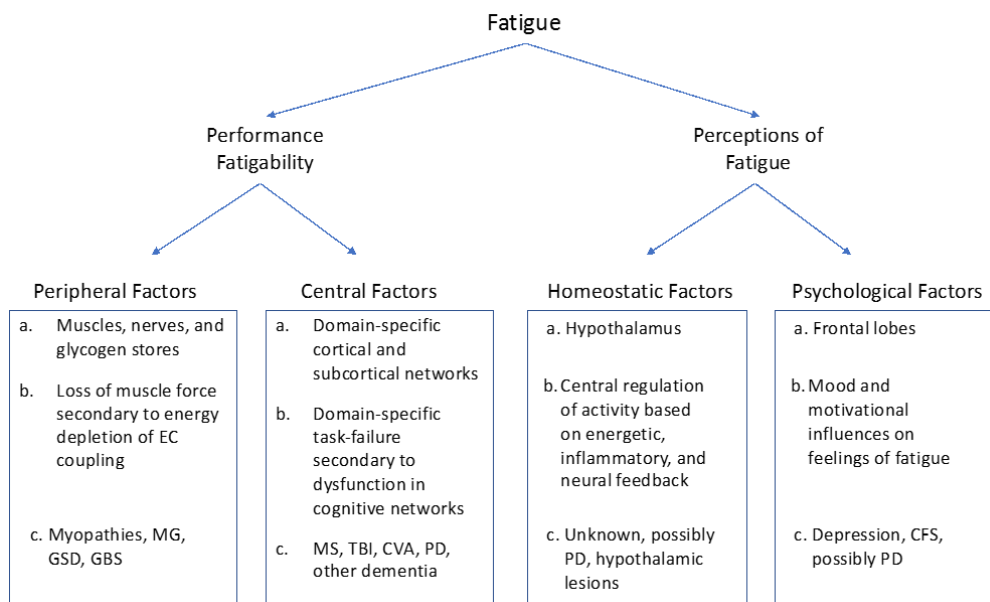 Fatigue
Performance
Fatigability
Perceptions of
Fatigue
Peripheral Factors
a. Muscles, nerves, and
glycogen stores
b. Loss of muscle force
secondary to energy
depletion of EC
coupling
c. Myopathies, MG,
GSD, GBS
Central Factors
a. Domain-specific
cortical and
subcortical networks
b. Domain-specific
task-failure
secondary to
dysfunction in
cognitive networks
c. MS, TBI, CVA, PD,
other dementia
Homeostatic Factors
a. Hypothalamus
b. Central regulation
of activity based
on energetic,
inflammatory, and
neural feedback
c. Unknown, possibly
PD, hypothalamic
lesions
Psychological Factors
a. Frontal lobes
b. Mood and
motivational
influences on
feelings of fatigue
c. Depression, CFS,
possibly PD